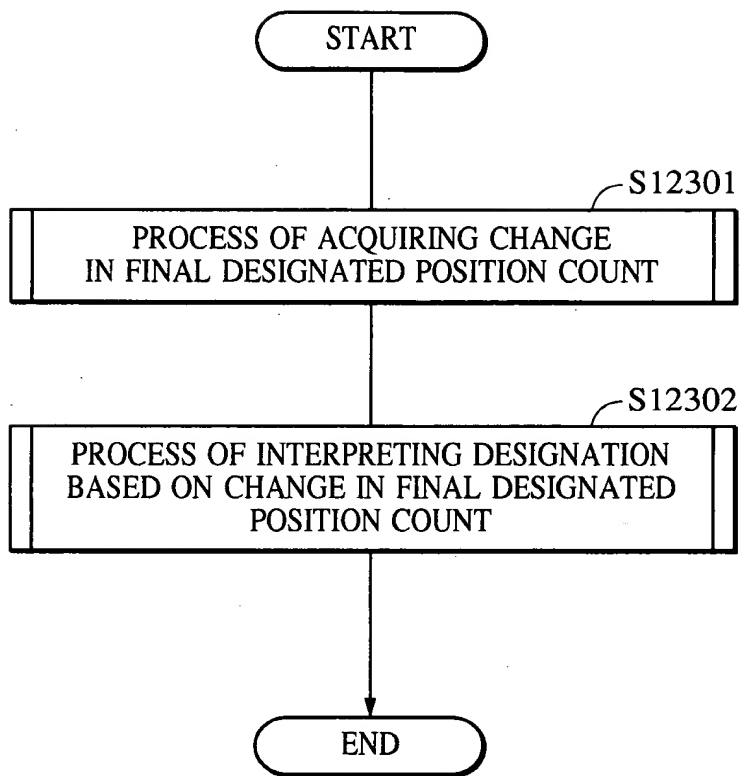 START
S12301
PROCESS OF ACQUIRING CHANGE
IN FINAL DESIGNATED POSITION COUNT
S12302
PROCESS OF INTERPRETING DESIGNATION
BASED ON CHANGE IN FINAL DESIGNATED
POSITION COUNT
END